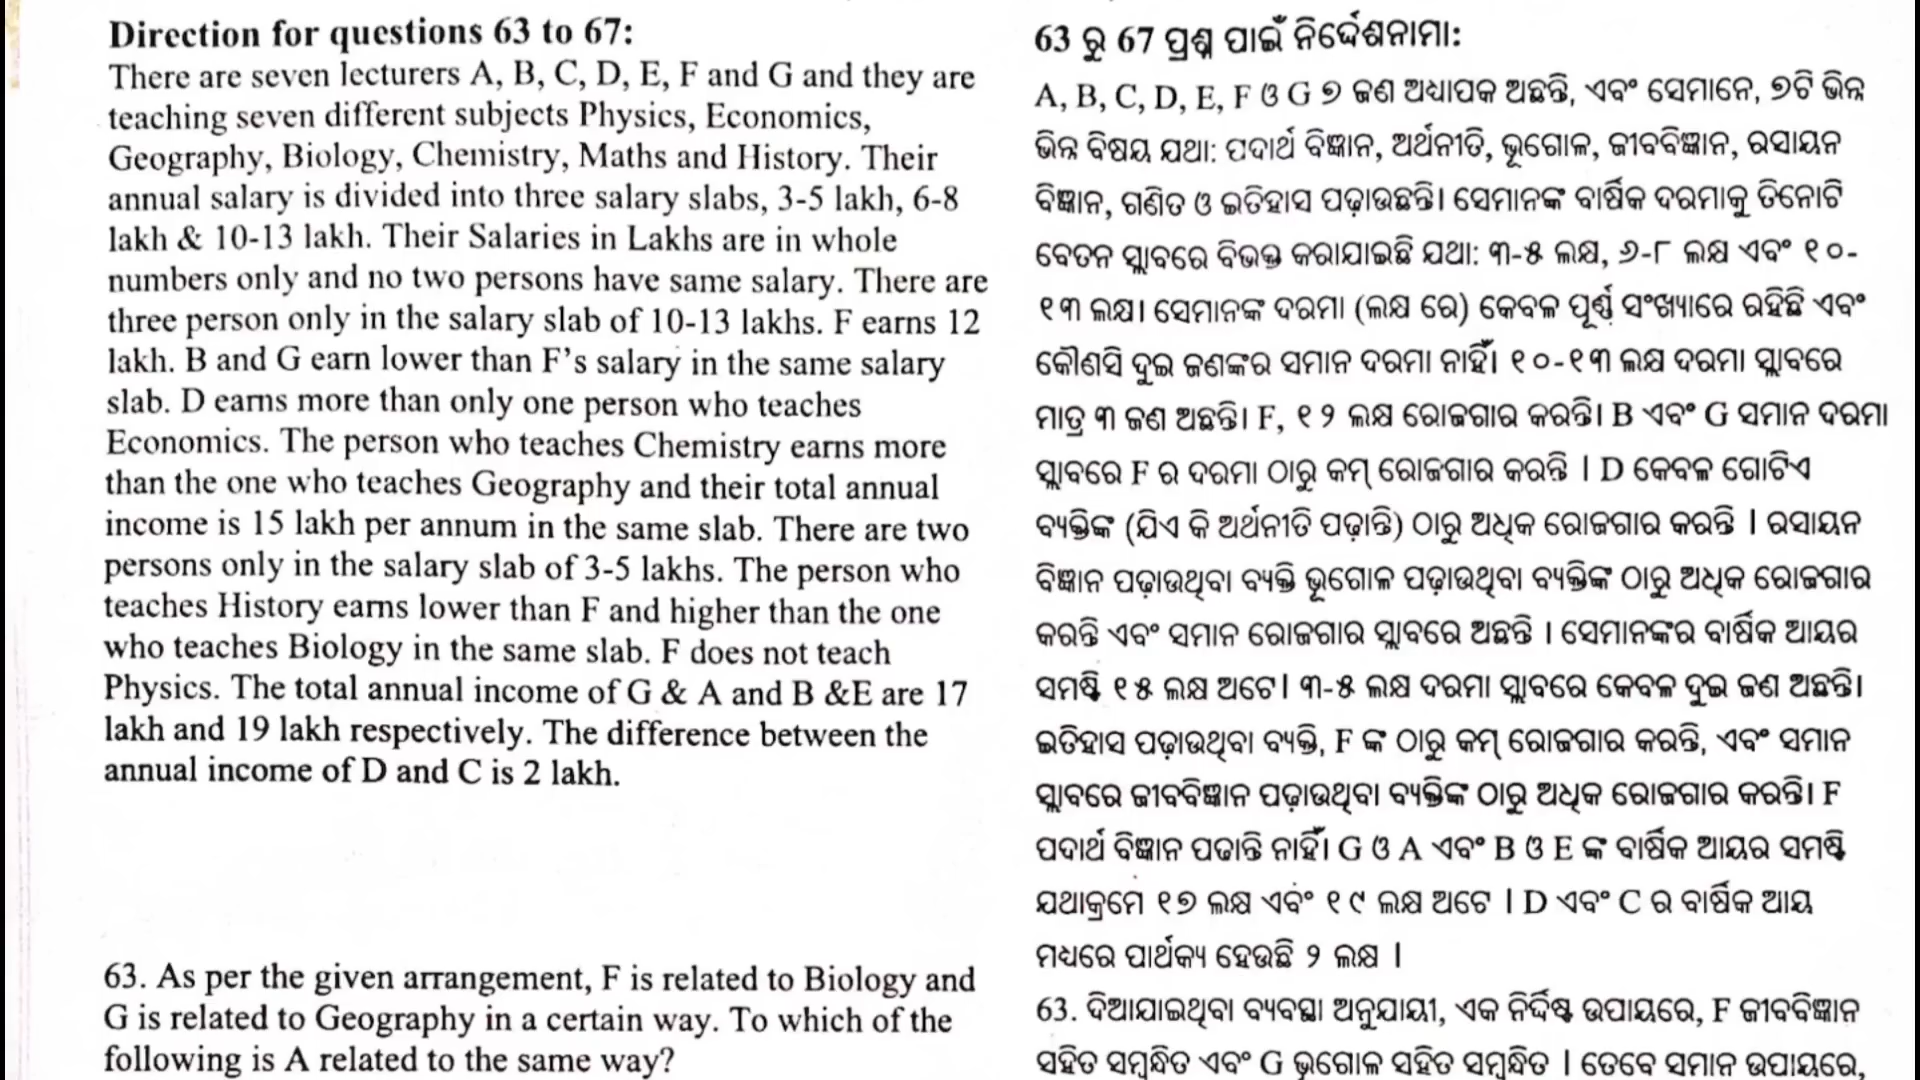 Direction for questions 63 to 67:
There are seven lecturers A, B, C, D, E, F and G and they are
teaching seven different subjects Physics, Economics,
Geography, Biology, Chemistry, Maths and History. Their
annual salary is divided into three salary slabs, 3-5 lakh, 6-8
lakh & 10-13 lakh. Their Salaries in Lakhs are in whole
numbers only and no two persons have same salary. There are
three person only in the salary slab of 10-13 lakhs. F earns 12
lakh. B and G earn lower than F's salary in the same salary
slab. D earns more than only one person who teaches
Economics. The person who teaches Chemistry earns more
than the one who teaches Geography and their total annual
income is 15 lakh per annum in the same slab. There are two
persons only in the salary slab of 3-5 lakhs. The person who
teaches History earns lower than F and higher than the one
who teaches Biology in the same slab. F does not teach
Physics. The total annual income of G & A and B &E are 17
lakh and 19 lakh respectively. The difference between the
annual income of D and C is 2 lakh.
63. As per the given arrangement, F is related to Biology and
G is related to Geography in a certain way. To which of the
following is A related to the same way?
63 ରୁ 67 ପ୍ରଶ୍ନ ପାଇଁ ନିର୍ଦ୍ଦେଶନାମା:
A, B, C, D, E, F ଓ G ୭ ଜଣ ଅଧ୍ୟାପକ ଅଛନ୍ତି, ଏବଂ ସେମାନେ, ୭ଟି ଭିନ୍ନ
ଭିନ୍ନ ବିଷୟ ଯଥା: ପଦାର୍ଥ ବିଜ୍ଞାନ, ଅର୍ଥନୀତି, ଭୂଗୋଳ, ଜୀବବିଜ୍ଞାନ, ରସାୟନ
ବିଜ୍ଞାନ, ଗଣିତ ଓ ଇତିହାସ ପଢ଼ାଉଛନ୍ତି। ସେମାନଙ୍କ ବାର୍ଷିକ ଦରମାକୁ ତିନୋଟି
ବେତନ ସ୍ଲାବରେ ବିଭକ୍ତ କରାଯାଇଛି ଯଥା: ୩-୫ ଲକ୍ଷ, ୬-୮ ଲକ୍ଷ ଏବଂ ୧୦-
୧୩ ଲକ୍ଷ। ସେମାନଙ୍କ ଦରମା (ଲକ୍ଷ ରେ) କେବଳ ପୂର୍ଣ୍ଣ ସଂଖ୍ୟାରେ ରହିଛି ଏବଂ
କୌଣସି ଦୁଇ ଜଣଙ୍କର ସମାନ ଦରମା ନାହିଁ। ୧୦-୧୩ ଲକ୍ଷ ଦରମା ସ୍ଲାବରେ
ମାତ୍ର ୩ ଜଣ ଅଛନ୍ତି। F, ୧୨ ଲକ୍ଷ ରୋଜଗାର କରନ୍ତି। B ଏବଂ G ସମାନ ଦରମା
ସ୍ଲାବରେ F ର ଦରମା ଠାରୁ କମ୍ ରୋଜଗାର କରନ୍ତି । D କେବଳ ଗୋଟିଏ
ବ୍ୟକ୍ତିଙ୍କ (ଯିଏ କି ଅର୍ଥନୀତି ପଢ଼ାନ୍ତି) ଠାରୁ ଅଧିକ ରୋଜଗାର କରନ୍ତି । ରସାୟନ
ବିଜ୍ଞାନ ପଢ଼ାଉଥିବା ବ୍ୟକ୍ତି ଭୂଗୋଳ ପଢ଼ାଉଥିବା ବ୍ୟକ୍ତିଙ୍କ ଠାରୁ ଅଧିକ ରୋଜଗାର
କରନ୍ତି ଏବଂ ସମାନ ରୋଜଗାର ସ୍ଲାବରେ ଅଛନ୍ତି । ସେମାନଙ୍କର ବାର୍ଷିକ ଆୟର
ସମଷ୍ଟି ୧୫ ଲକ୍ଷ ଅଟେ। ୩-୫ ଲକ୍ଷ ଦରମା ସ୍ଲାବରେ କେବଳ ଦୁଇ ଜଣ ଅଛନ୍ତି।
ଇତିହାସ ପଢ଼ାଉଥିବା ବ୍ୟକ୍ତି, F ଙ୍କ ଠାରୁ କମ୍ ରୋଜଗାର କରନ୍ତି, ଏବଂ ସମାନ
ସ୍ଲାବରେ ଜୀବବିଜ୍ଞାନ ପଢ଼ାଉଥିବା ବ୍ୟକ୍ତିଙ୍କ ଠାରୁ ଅଧିକ ରୋଜଗାର କରନ୍ତି। F
ପଦାର୍ଥ ବିଜ୍ଞାନ ପଢାନ୍ତି ନାହିଁ। G ଓ A ଏବଂ B ଓ E ଙ୍କ ବାର୍ଷିକ ଆୟର ସମଷ୍ଟି
ଯଥାକ୍ରମେ ୧୭ ଲକ୍ଷ ଏବଂ ୧୯ ଲକ୍ଷ ଅଟେ । D ଏବଂ C ର ବାର୍ଷିକ ଆୟ
ମଧ୍ୟରେ ପାର୍ଥକ୍ୟ ହେଉଛି ୨ ଲକ୍ଷ ।
63. ଦିଆଯାଇଥିବା ବ୍ୟବସ୍ଥା ଅନୁଯାୟୀ, ଏକ ନିର୍ଦ୍ଦିଷ୍ଟ ଉପାୟରେ, F ଜୀବବିଜ୍ଞାନ
ସହିତ ସମ୍ବନ୍ଧିତ ଏବଂ G ଭୂଗୋଳ ସହିତ ସମ୍ବନ୍ଧିତ । ତେବେ ସମାନ ଉପାୟରେ,